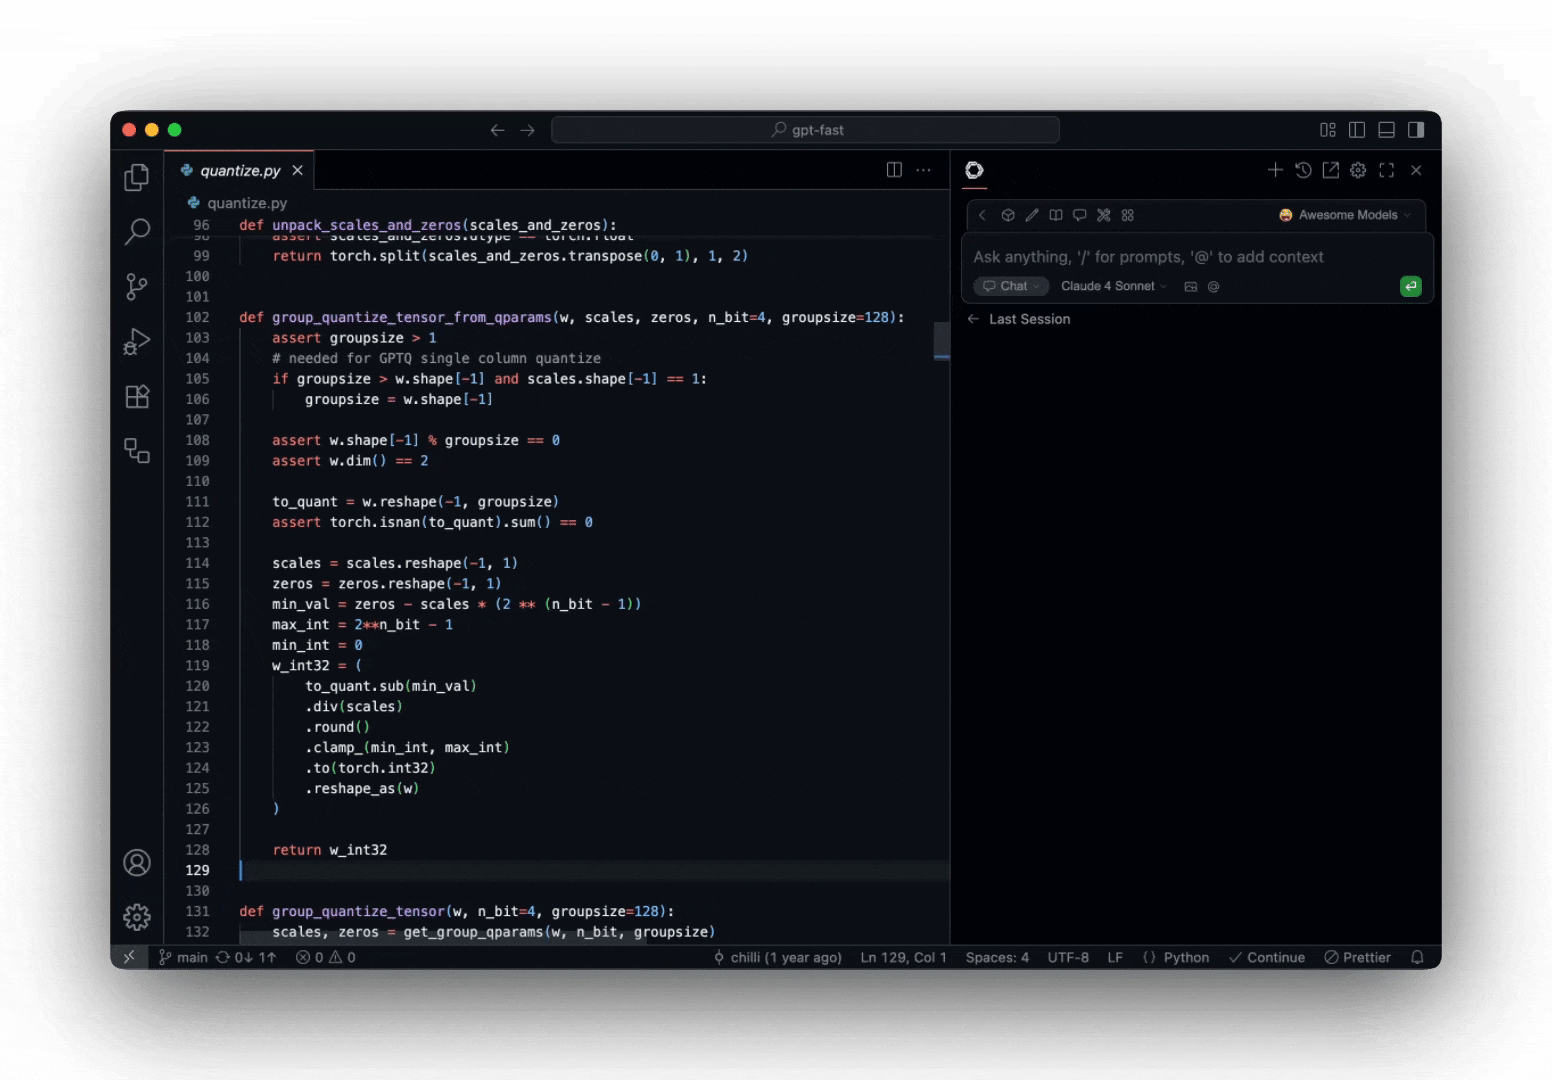 gpt-fast
quantize.py
quantize.py
96 def unpack_scales_and_zeros(scales_and_zeros):
98 assert scales_and_zeros.dtype == torch.float
99 return torch.split(scales_and_zeros.transpose(0, 1), 1, 2)
100
101
102 def group_quantize_tensor_from_qparams(w, scales, zeros, n_bit=4, groupsize=128):
103 assert groupsize > 1
104 # needed for GPTQ single column quantize
105 if groupsize > w.shape[-1] and scales.shape[-1] == 1:
106 groupsize = w.shape[-1]
107
108 assert w.shape[-1] % groupsize == 0
109 assert w.dim() == 2
110
111 to_quant = w.reshape(-1, groupsize)
112 assert torch.isnan(to_quant).sum() == 0
113
114 scales = scales.reshape(-1, 1)
115 zeros = zeros.reshape(-1, 1)
116 min_val = zeros - scales * (2 ** (n_bit - 1))
117 max_int = 2**n_bit - 1
118 min_int = 0
119 w_int32 = (
120 to_quant.sub(min_val)
121 .div(scales)
122 .round()
123 .clamp_(min_int, max_int)
124 .to(torch.int32)
125 .reshape_as(w)
126 )
127
128 return w_int32
129
130
131 def group_quantize_tensor(w, n_bit=4, groupsize=128):
132 scales, zeros = get_group_qparams(w, n_bit, groupsize)
Awesome Models
Ask anything, '/' for prompts, '@' to add context
Chat Claude 4 Sonnet
Last Session
main 0↓ 1↑ 0 0 chilli (1 year ago) Ln 129, Col 1 Spaces: 4 UTF-8 LF {} Python Continue Prettier